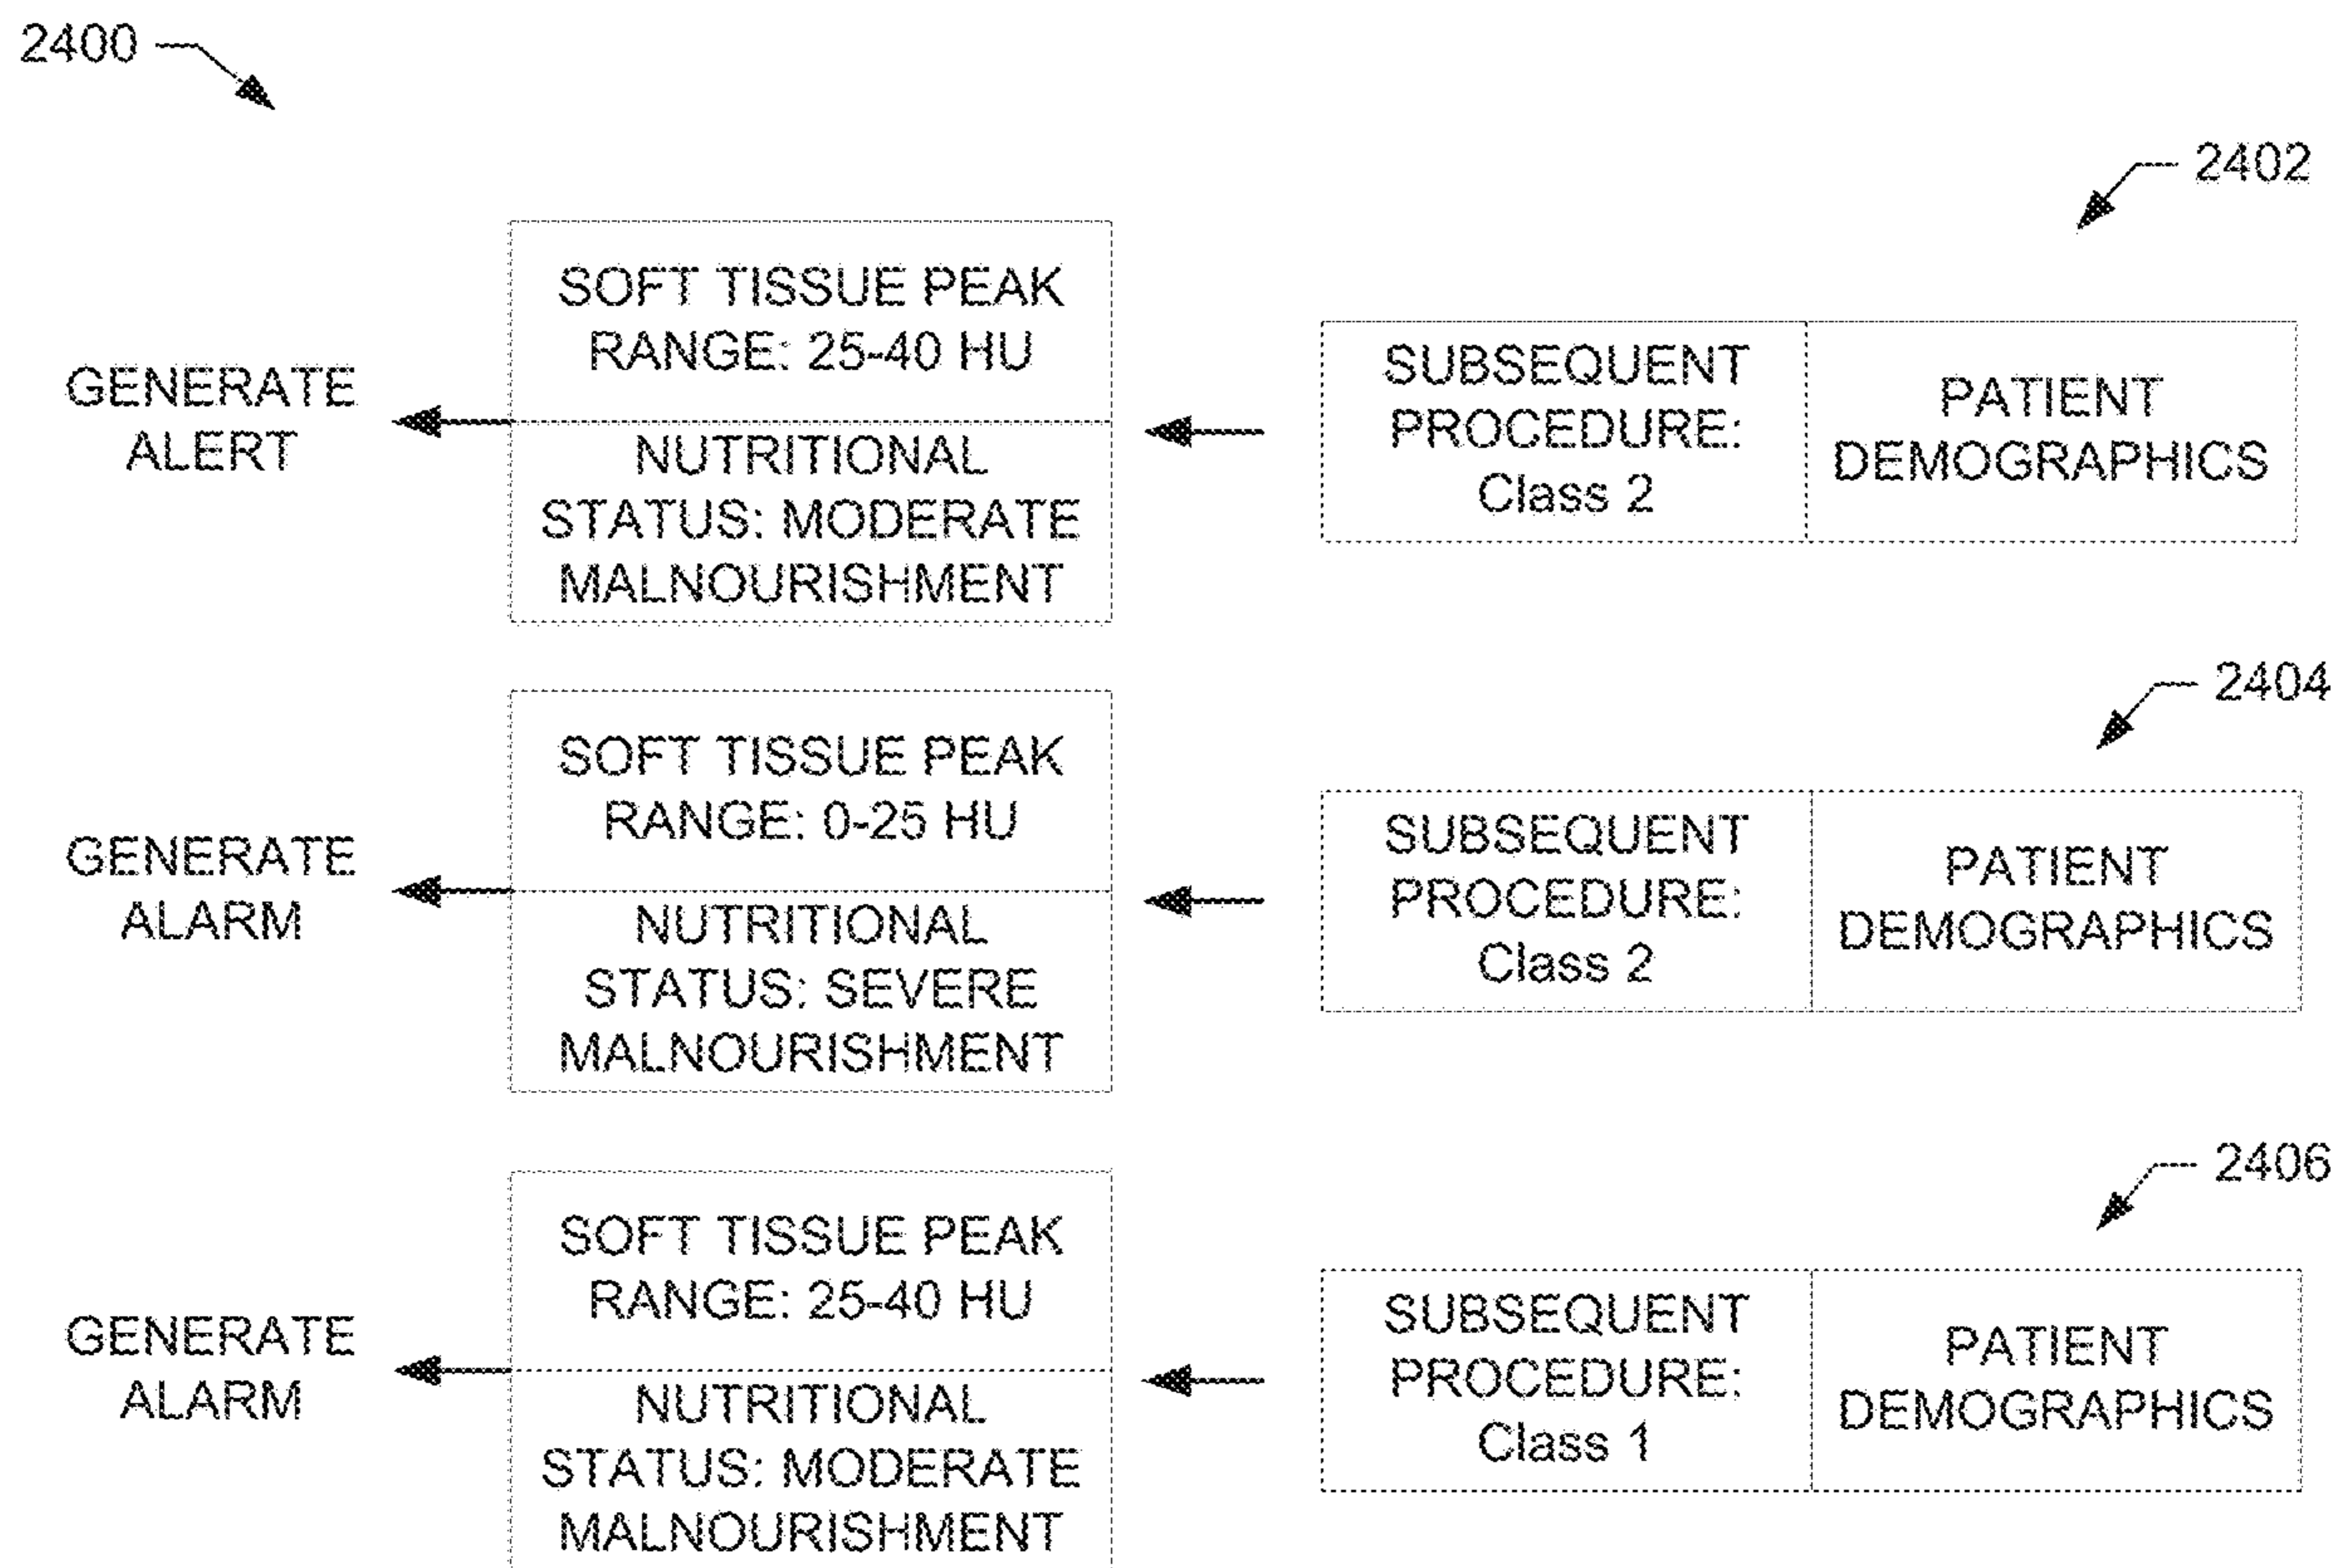 2400
2402
SOFT TISSUE PEAK
RANGE: 25-40 HU
NUTRITIONAL
STATUS: MODERATE
MALNOURISHMENT
GENERATE
ALERT
SUBSEQUENT
PROCEDURE:
Class 2
PATIENT
DEMOGRAPHICS
2404
SOFT TISSUE PEAK
RANGE: 0-25 HU
NUTRITIONAL
STATUS: SEVERE
MALNOURISHMENT
GENERATE
ALARM
SUBSEQUENT
PROCEDURE:
Class 2
PATIENT
DEMOGRAPHICS
2406
SOFT TISSUE PEAK
RANGE: 25-40 HU
NUTRITIONAL
STATUS: MODERATE
MALNOURISHMENT
GENERATE
ALARM
SUBSEQUENT
PROCEDURE:
Class 1
PATIENT
DEMOGRAPHICS